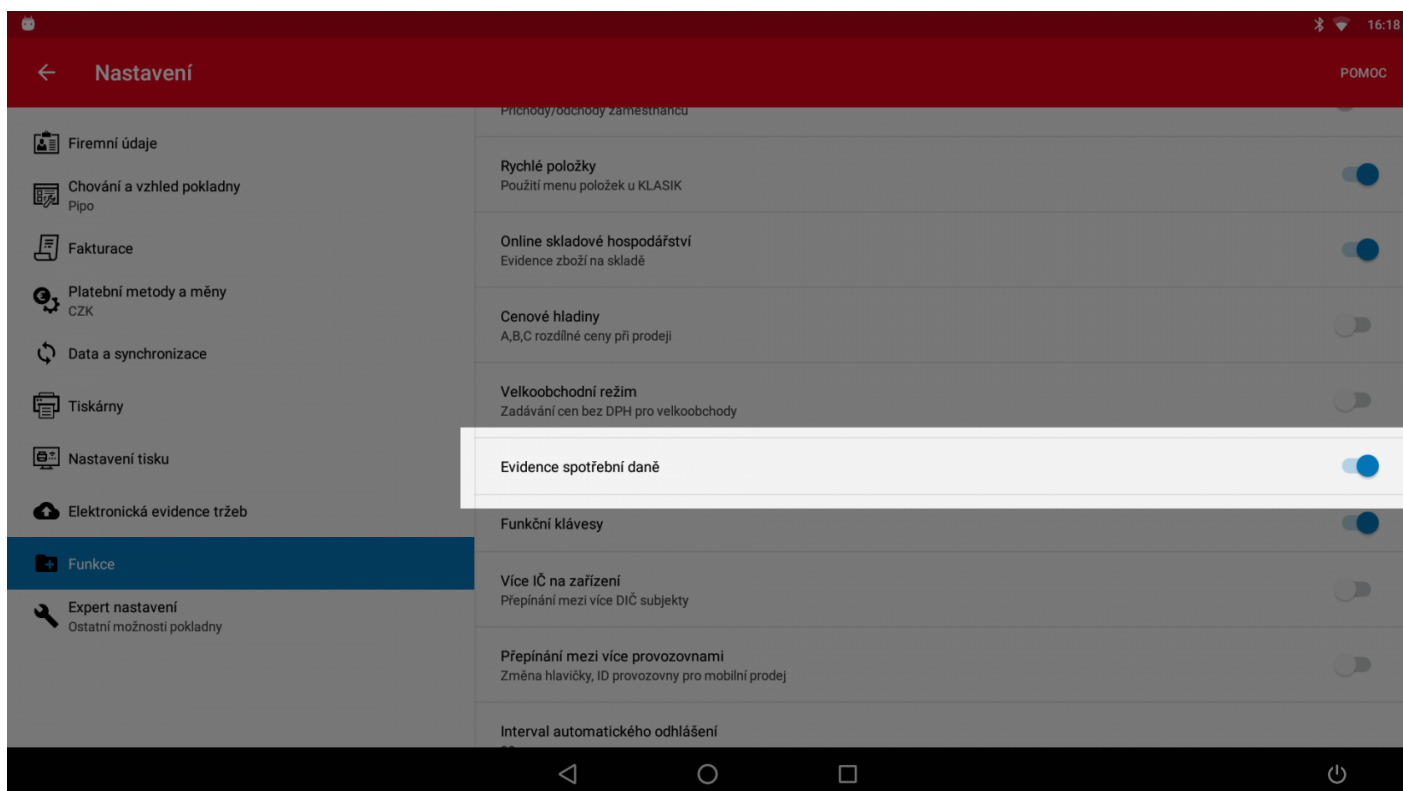 16:18
Nastavení
POMOC
Firemní údaje
Chování a vzhled pokladny
Pipo
Fakturace
Platební metody a měny
CZK
Data a synchronizace
Tiskárny
Nastavení tisku
Elektronická evidence tržeb
Funkce
Expert nastavení
Ostatní možnosti pokladny
Příchody/odchody zaměstnanců
Rychlé položky
Použití menu položek u KLASIK
Online skladové hospodářství
Evidence zboží na skladě
Cenové hladiny
A,B,C rozdílné ceny při prodeji
Velkoobchodní režim
Zadávání cen bez DPH pro velkoobchody
Evidence spotřební daně
Funkční klávesy
Více IČ na zařízení
Přepínání mezi více DIČ subjekty
Přepínání mezi více provozovnami
Změna hlavičky, ID provozovny pro mobilní prodej
Interval automatického odhlášení